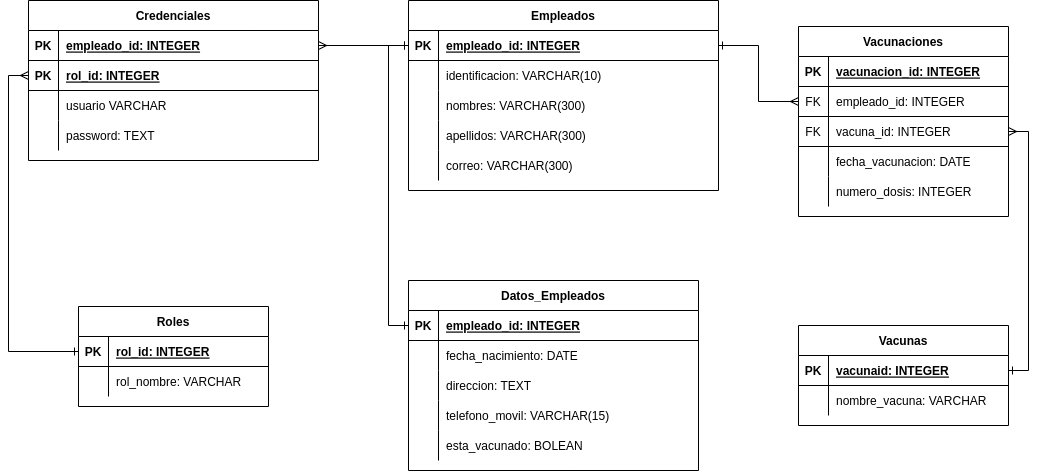 Credenciales
PK empleado_id: INTEGER
PK rol_id: INTEGER
usuario VARCHAR
password: TEXT
Empleados
PK empleado_id: INTEGER
identificacion: VARCHAR(10)
nombres: VARCHAR(300)
apellidos: VARCHAR(300)
correo: VARCHAR(300)
Vacunaciones
PK vacunacion_id: INTEGER
FK empleado_id: INTEGER
FK vacuna_id: INTEGER
fecha_vacunacion: DATE
numero_dosis: INTEGER
Roles
PK rol_id: INTEGER
rol_nombre: VARCHAR
Datos_Empleados
PK empleado_id: INTEGER
fecha_nacimiento: DATE
direccion: TEXT
telefono_movil: VARCHAR(15)
esta_vacunado: BOLEAN
Vacunas
PK vacunaid: INTEGER
nombre_vacuna: VARCHAR